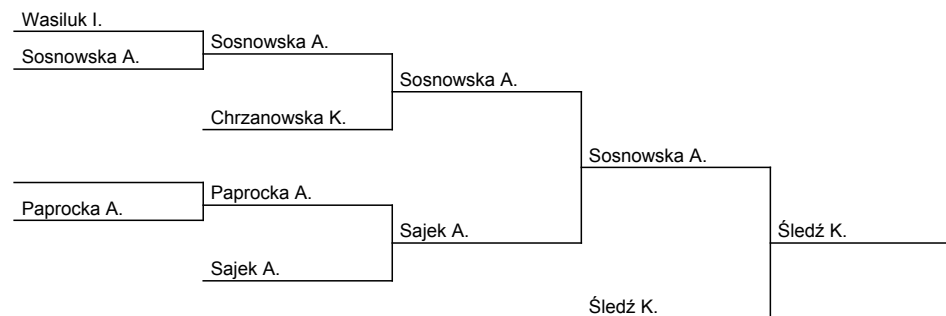 Wasiluk I.
Sosnowska A.
Sosnowska A.
Sosnowska A.
Chrzanowska K.
Sosnowska A.
Paprocka A.
Paprocka A.
Sajek A.
Śledź K.
Sajek A.
Śledź K.